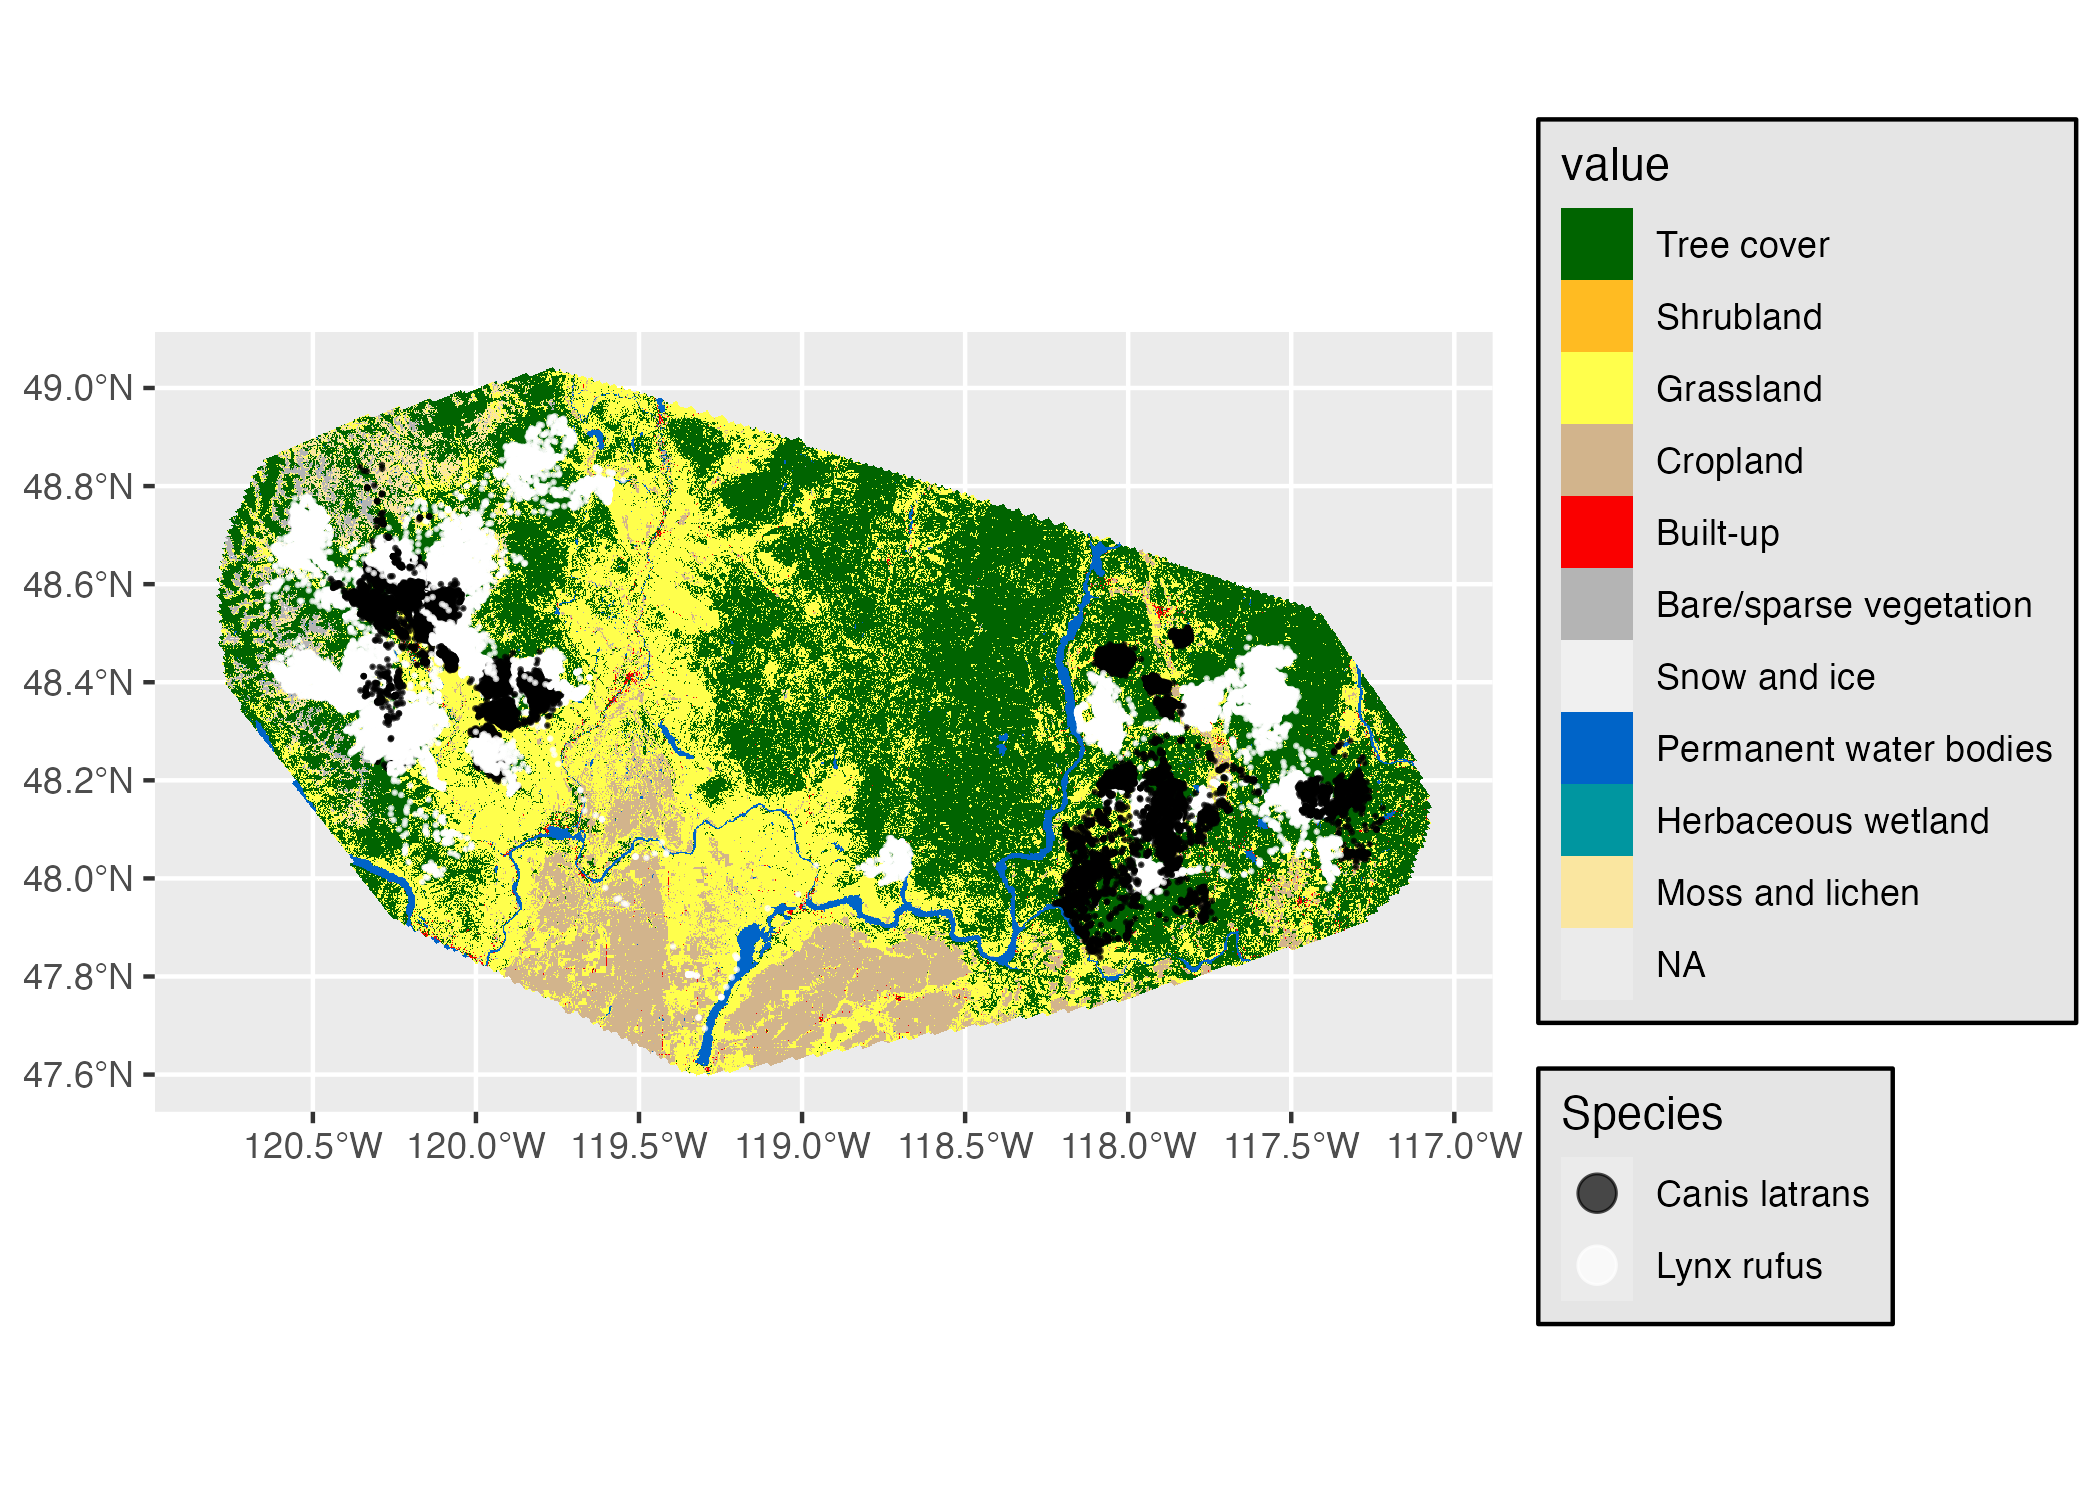 49.0°N
48.8°N
48.6°N
48.4°N
48.2°N
48.0°N
47.8°N
47.6°N
120.5°W 120.0°W 119.5°W 119.0°W 118.5°W 118.0°W 117.5°W 117.0°W
value
Tree cover
Shrubland
Grassland
Cropland
Built-up
Bare/sparse vegetation
Snow and ice
Permanent water bodies
Herbaceous wetland
Moss and lichen
NA
Species
Canis latrans
Lynx rufus